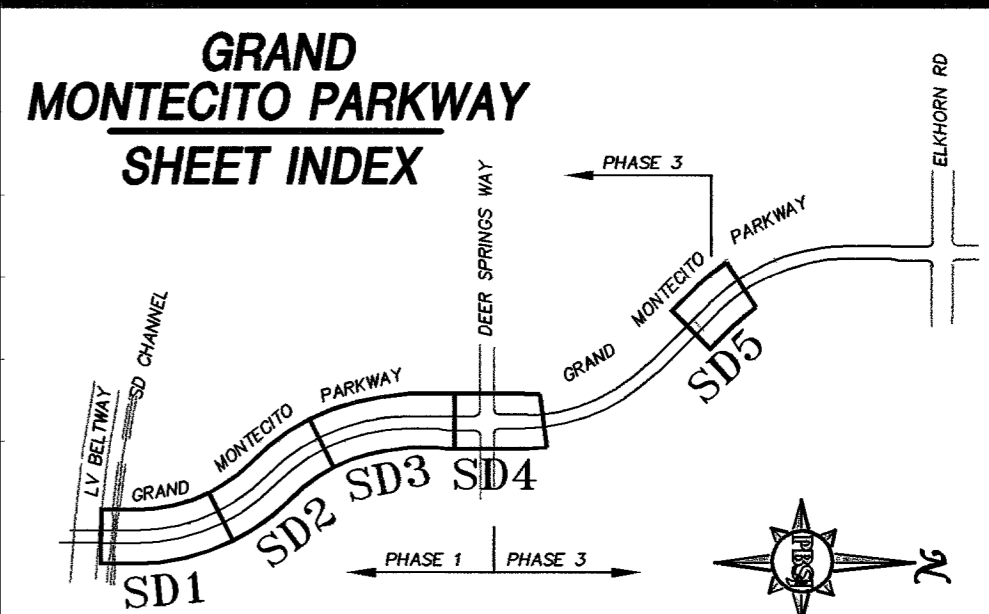 GRAND
MONTECITO PARKWAY
SHEET INDEX
ELKHORN RD
PHASE 3
DEER SPRINGS WAY
GRAND MONTECITO PARKWAY
SD CHANNEL
LV BELTWAY
GRAND MONTECITO PARKWAY
SD5
SD4
SD3
SD2
SD1
PHASE 1
PHASE 3
PBSJ
N